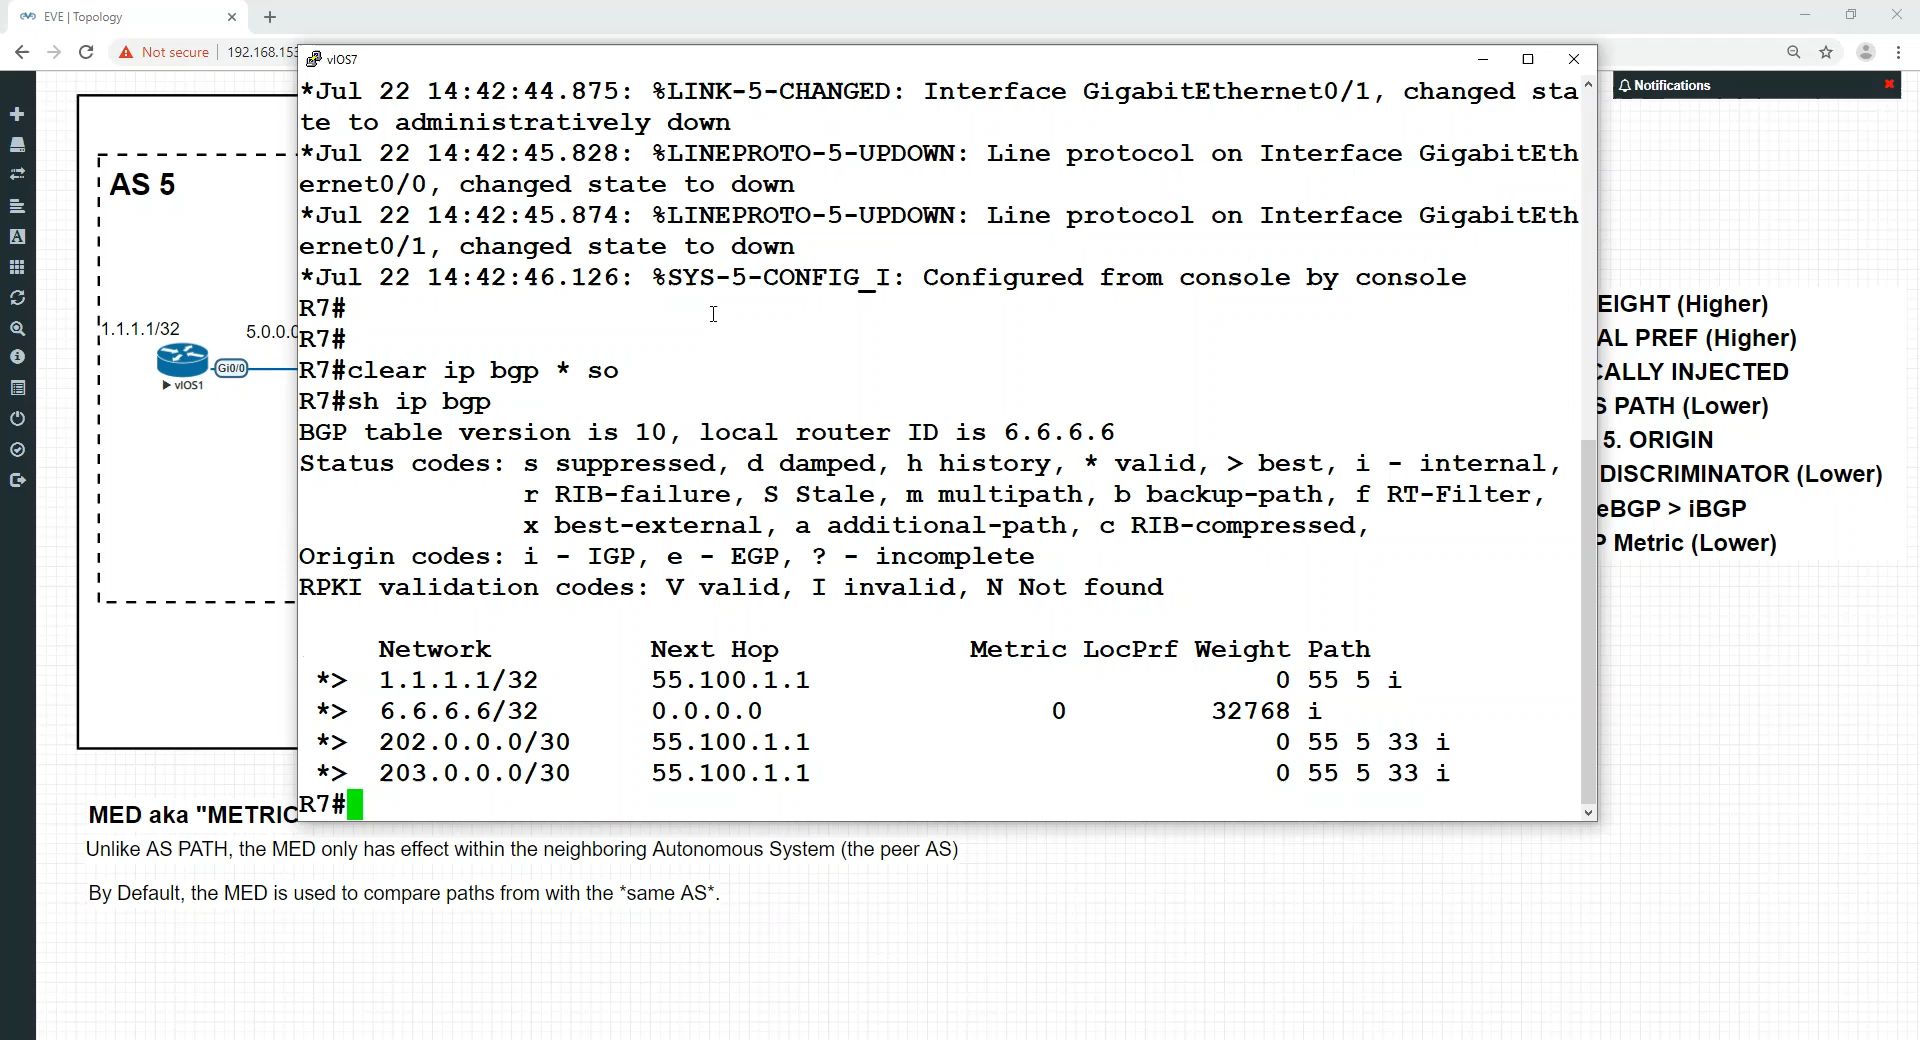 EVE | Topology
Not secure
192.168.153
vIOS7
*Jul 22 14:42:44.875: %LINK-5-CHANGED: Interface GigabitEthernet0/1, changed sta
te to administratively down
*Jul 22 14:42:45.828: %LINEPROTO-5-UPDOWN: Line protocol on Interface GigabitEth
ernet0/0, changed state to down
*Jul 22 14:42:45.874: %LINEPROTO-5-UPDOWN: Line protocol on Interface GigabitEth
ernet0/1, changed state to down
*Jul 22 14:42:46.126: %SYS-5-CONFIG_I: Configured from console by console
R7#
R7#
R7#clear ip bgp * so
R7#sh ip bgp
BGP table version is 10, local router ID is 6.6.6.6
Status codes: s suppressed, d damped, h history, * valid, > best, i - internal,
r RIB-failure, S Stale, m multipath, b backup-path, f RT-Filter,
x best-external, a additional-path, c RIB-compressed,
Origin codes: i - IGP, e - EGP, ? - incomplete
RPKI validation codes: V valid, I invalid, N Not found
Network Next Hop Metric LocPrf Weight Path
*> 1.1.1.1/32 55.100.1.1 0 55 5 i
*> 6.6.6.6/32 0.0.0.0 0 32768 i
*> 202.0.0.0/30 55.100.1.1 0 55 5 33 i
*> 203.0.0.0/30 55.100.1.1 0 55 5 33 i
R7#
Notifications
AS 5
1.1.1.1/32
5.0.0.0
Gi0/0
vIOS1
EIGHT (Higher)
AL PREF (Higher)
CALLY INJECTED
S PATH (Lower)
5. ORIGIN
DISCRIMINATOR (Lower)
eBGP > iBGP
P Metric (Lower)
MED aka "METRIC
Unlike AS PATH, the MED only has effect within the neighboring Autonomous System (the peer AS)
By Default, the MED is used to compare paths from with the *same AS*.